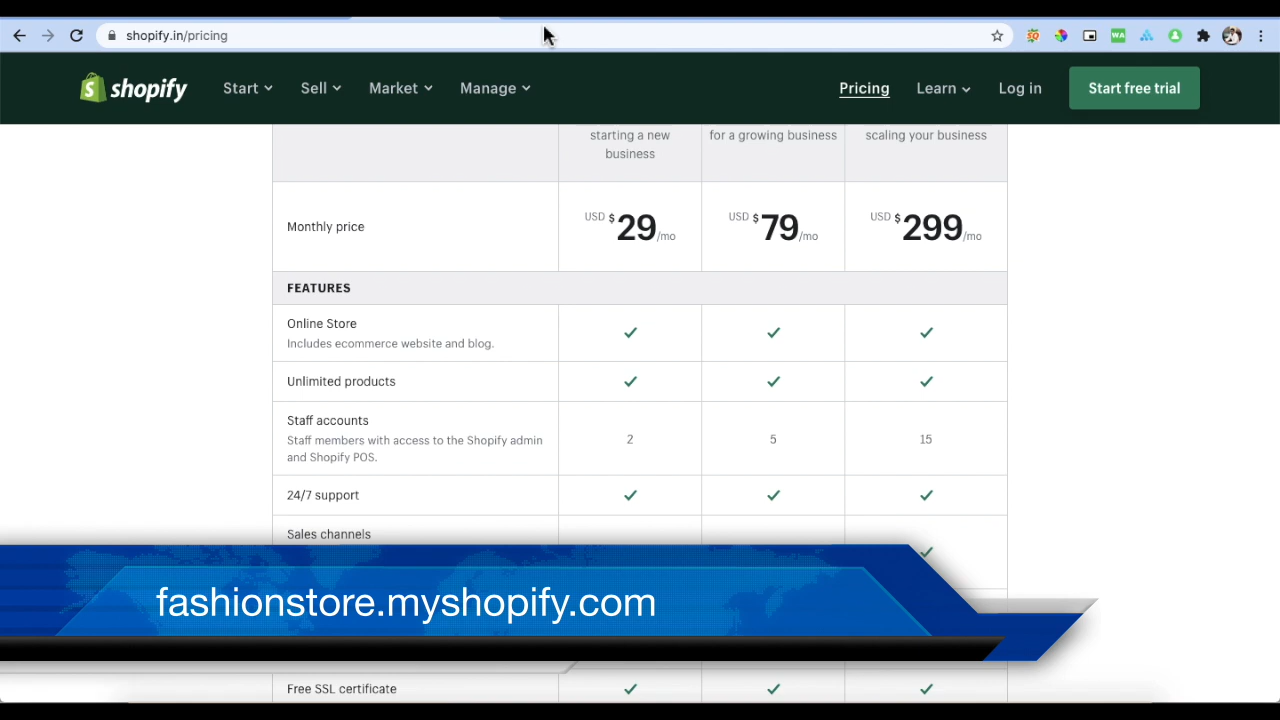 shopify.in/pricing
shopify
Start
Sell
Market
Manage
Pricing
Learn
Log in
Start free trial
starting a new
business
for a growing business
scaling your business
Monthly price
USD $ 29 /mo
USD $ 79 /mo
USD $ 299 /mo
FEATURES
Online Store
Includes ecommerce website and blog.
Unlimited products
Staff accounts
Staff members with access to the Shopify admin
and Shopify POS.
2
5
15
24/7 support
Sales channels
fashionstore.myshopify.com
Free SSL certificate